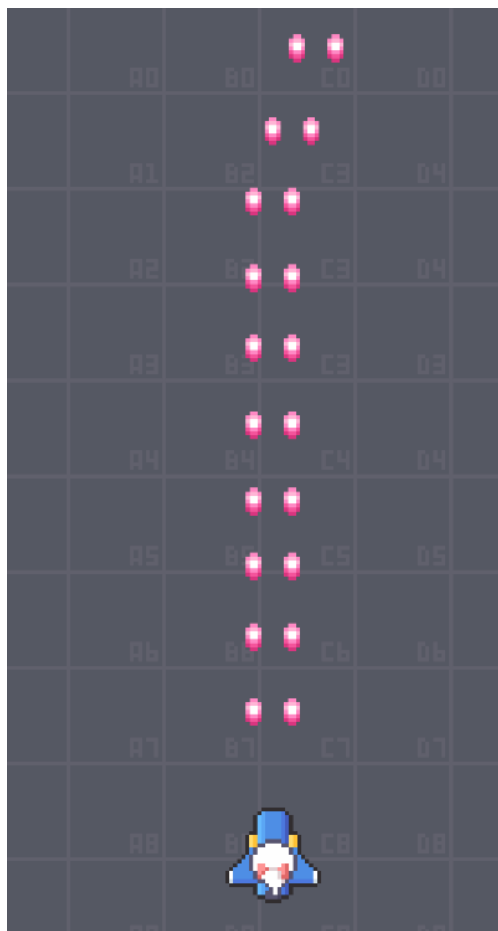 A0 B0 C0 D0
A1 B2 C3 D4
A2 C3 D4
A3 C3 D3
A4 B4 C4 D4
A5 C5 D5
A6 C6 D6
A7 B7 C7 D7
A8 C8 D8